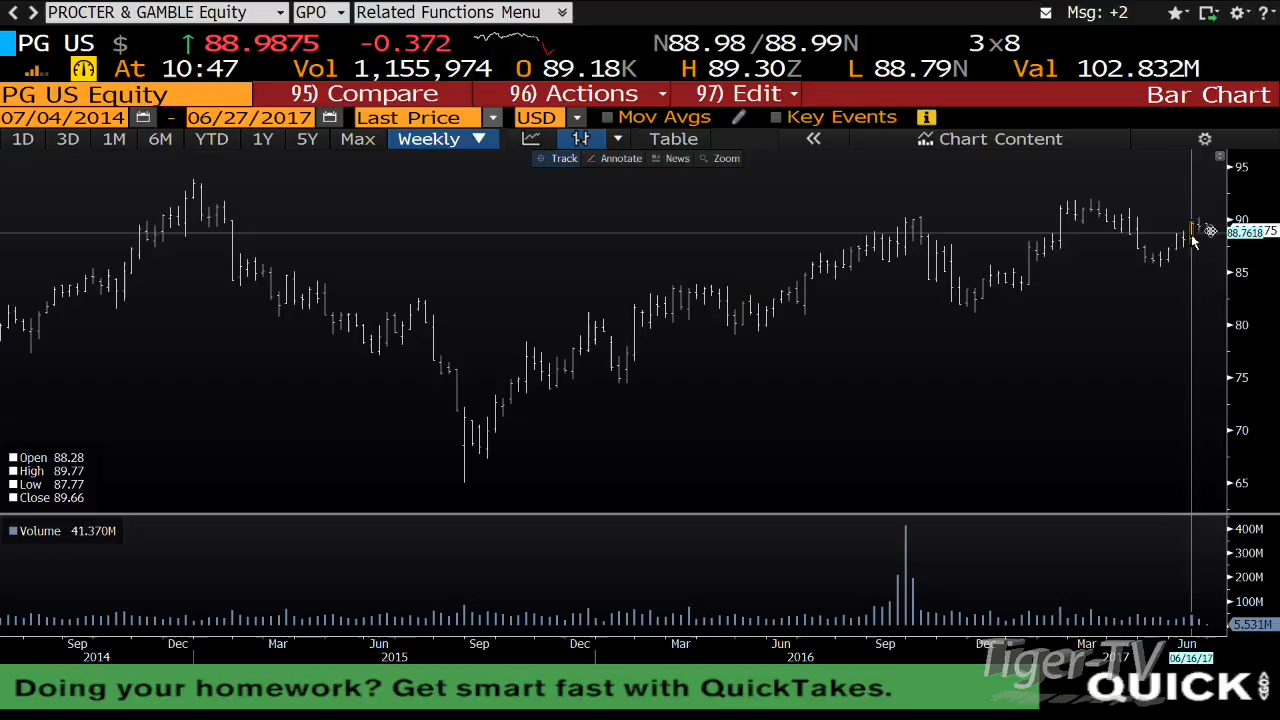 PROCTER & GAMBLE Equity GPO Related Functions Menu Msg: +2
PG US $ ↑ 88.9875 -0.372 N88.98/88.99N 3x8
At 10:47 Vol 1,155,974 O 89.18K H 89.30Z L 88.79N Val 102.832M
PG US Equity 95) Compare 96) Actions 97) Edit Bar Chart
07/04/2014 - 06/27/2017 Last Price USD Mov Avgs Key Events
1D 3D 1M 6M YTD 1Y 5Y Max Weekly ▼ Table « Chart Content
Track Annotate News Zoom
95
90
88.7618
85
80
75
70
65
Open 88.28
High 89.77
Low 87.77
Close 89.66
Volume 41.370M
400M
300M
200M
100M
5.531M
Sep Dec Mar Jun Sep Dec Mar Jun Sep Dec Mar Jun
2014 2015 2016 2017 06/16/17
Tiger-TV
Doing your homework? Get smart fast with QuickTakes. QUICK